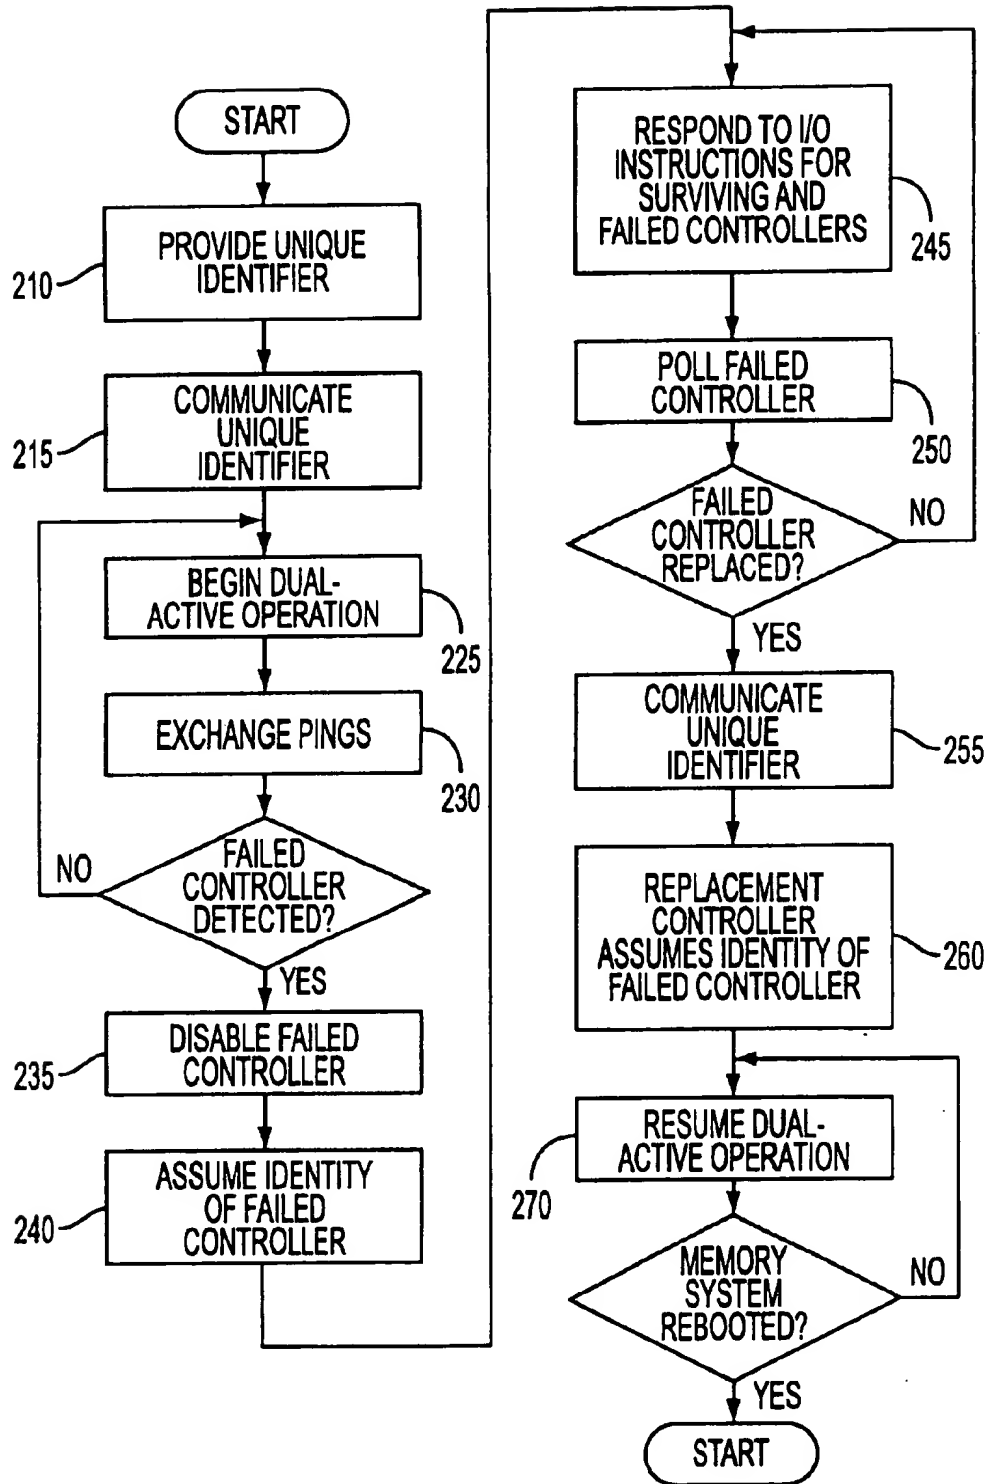 START
PROVIDE UNIQUE
IDENTIFIER
210
COMMUNICATE
UNIQUE
IDENTIFIER
215
BEGIN DUAL-
ACTIVE OPERATION
225
EXCHANGE PINGS
230
FAILED
CONTROLLER
DETECTED?
NO
YES
DISABLE FAILED
CONTROLLER
235
ASSUME IDENTITY
OF FAILED
CONTROLLER
240
RESPOND TO I/O
INSTRUCTIONS FOR
SURVIVING AND
FAILED CONTROLLERS
245
POLL FAILED
CONTROLLER
250
FAILED
CONTROLLER
REPLACED?
NO
YES
COMMUNICATE
UNIQUE
IDENTIFIER
255
REPLACEMENT
CONTROLLER
ASSUMES IDENTITY OF
FAILED CONTROLLER
260
RESUME DUAL-
ACTIVE OPERATION
270
MEMORY
SYSTEM
REBOOTED?
NO
YES
START